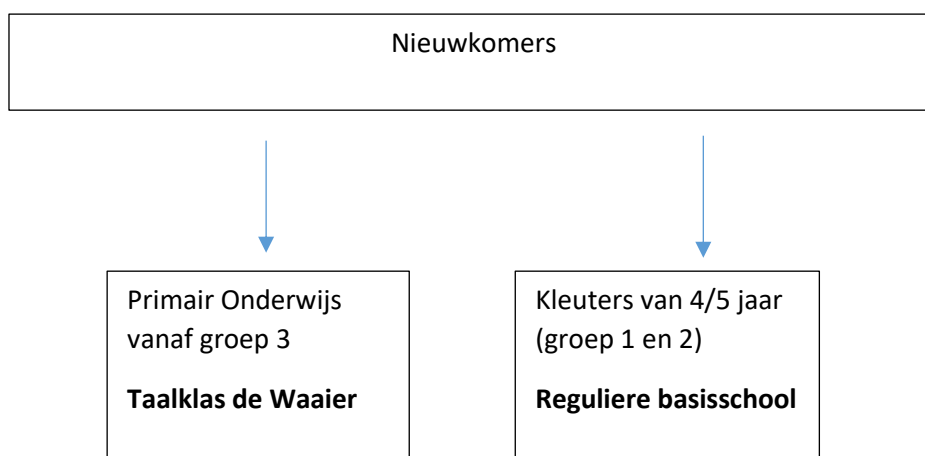 Nieuwkomers
Primair Onderwijs
vanaf groep 3
Taalklas de Waaier
Kleuters van 4/5 jaar
(groep 1 en 2)
Reguliere basisschool